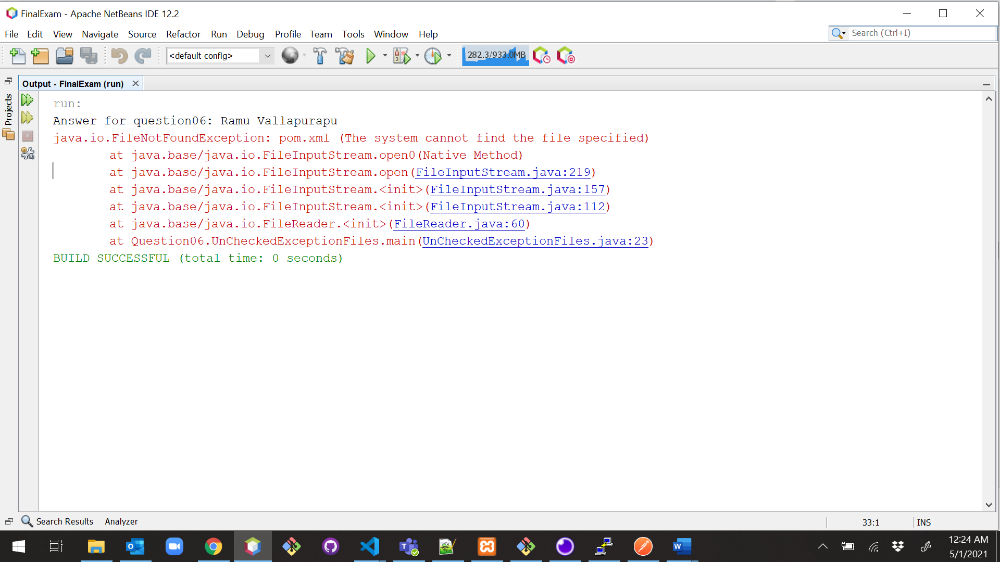 FinalExam - Apache NetBeans IDE 12.2
File Edit View Navigate Source Refactor Run Debug Profile Team Tools Window Help
Search (Ctrl+I)
<default config>
282.3/933.0MB
Projects
Output - FinalExam (run)
run:
Answer for question06: Ramu Vallapurapu
java.io.FileNotFoundException: pom.xml (The system cannot find the file specified)
at java.base/java.io.FileInputStream.open0(Native Method)
at java.base/java.io.FileInputStream.open(FileInputStream.java:219)
at java.base/java.io.FileInputStream.<init>(FileInputStream.java:157)
at java.base/java.io.FileInputStream.<init>(FileInputStream.java:112)
at java.base/java.io.FileReader.<init>(FileReader.java:60)
at Question06.UnCheckedExceptionFiles.main(UnCheckedExceptionFiles.java:23)
BUILD SUCCESSFUL (total time: 0 seconds)
Search Results Analyzer
33:1 INS
12:24 AM
5/1/2021